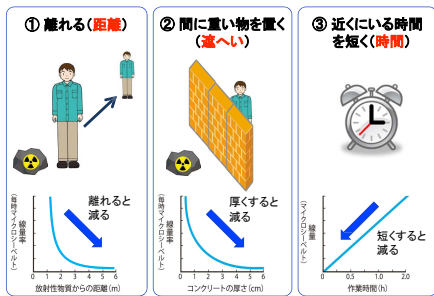 ① 離れる(距離)
離れると
減る
線量率
(毎時マイクロシーベルト)
0 1 2 3 4 5 6
放射性物質からの距離(m)
② 間に重い物を置く
(遮へい)
厚くすると
減る
線量率
(毎時マイクロシーベルト)
0 1 2 3 4 5 6
コンクリートの厚さ(cm)
③ 近くにいる時間
を短く(時間)
短くすると
減る
線量
(マイクロシーベルト)
0 1.0 2.0
作業時間(h)